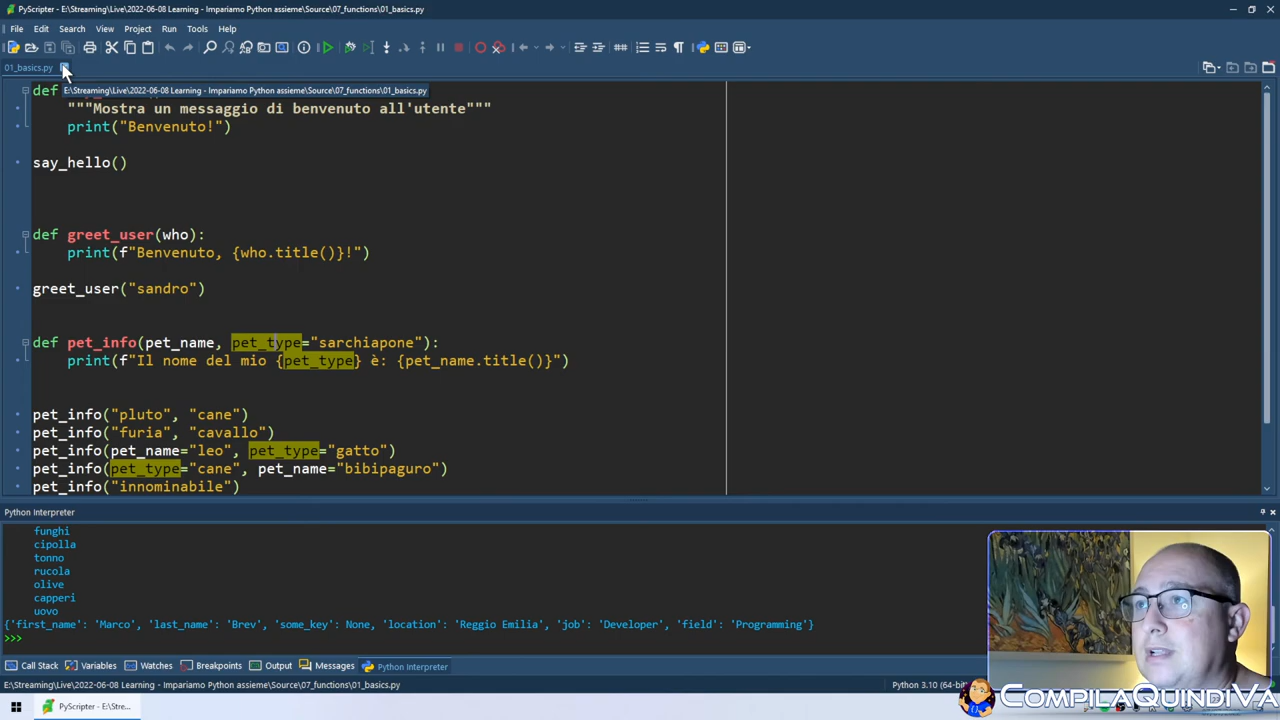 PyScripter - E:\Streaming\Live\2022-06-08 Learning - Impariamo Python assieme\Source\07_functions\01_basics.py
File Edit Search View Project Run Tools Help
01_basics.py
E:\Streaming\Live\2022-06-08 Learning - Impariamo Python assieme\Source\07_functions\01_basics.py
def
"""Mostra un messaggio di benvenuto all'utente"""
print("Benvenuto!")
say_hello()
def greet_user(who):
print(f"Benvenuto, {who.title()}!")
greet_user("sandro")
def pet_info(pet_name, pet_type="sarchiapone"):
print(f"Il nome del mio {pet_type} è: {pet_name.title()}")
pet_info("pluto", "cane")
pet_info("furia", "cavallo")
pet_info(pet_name="leo", pet_type="gatto")
pet_info(pet_type="cane", pet_name="bibipaguro")
pet_info("innominabile")
Python Interpreter
funghi
cipolla
tonno
rucola
olive
capperi
uovo
{'first_name': 'Marco', 'last_name': 'Brev', 'some_key': None, 'location': 'Reggio Emilia', 'job': 'Developer', 'field': 'Programming'}
>>>
Call Stack Variables Watches Breakpoints Output Messages Python Interpreter
E:\Streaming\Live\2022-06-08 Learning - Impariamo Python assieme\Source\07_functions\01_basics.py
Python 3.10 (64-bit)
PyScripter - E:\Stre...
COMPILAQUINDIVA